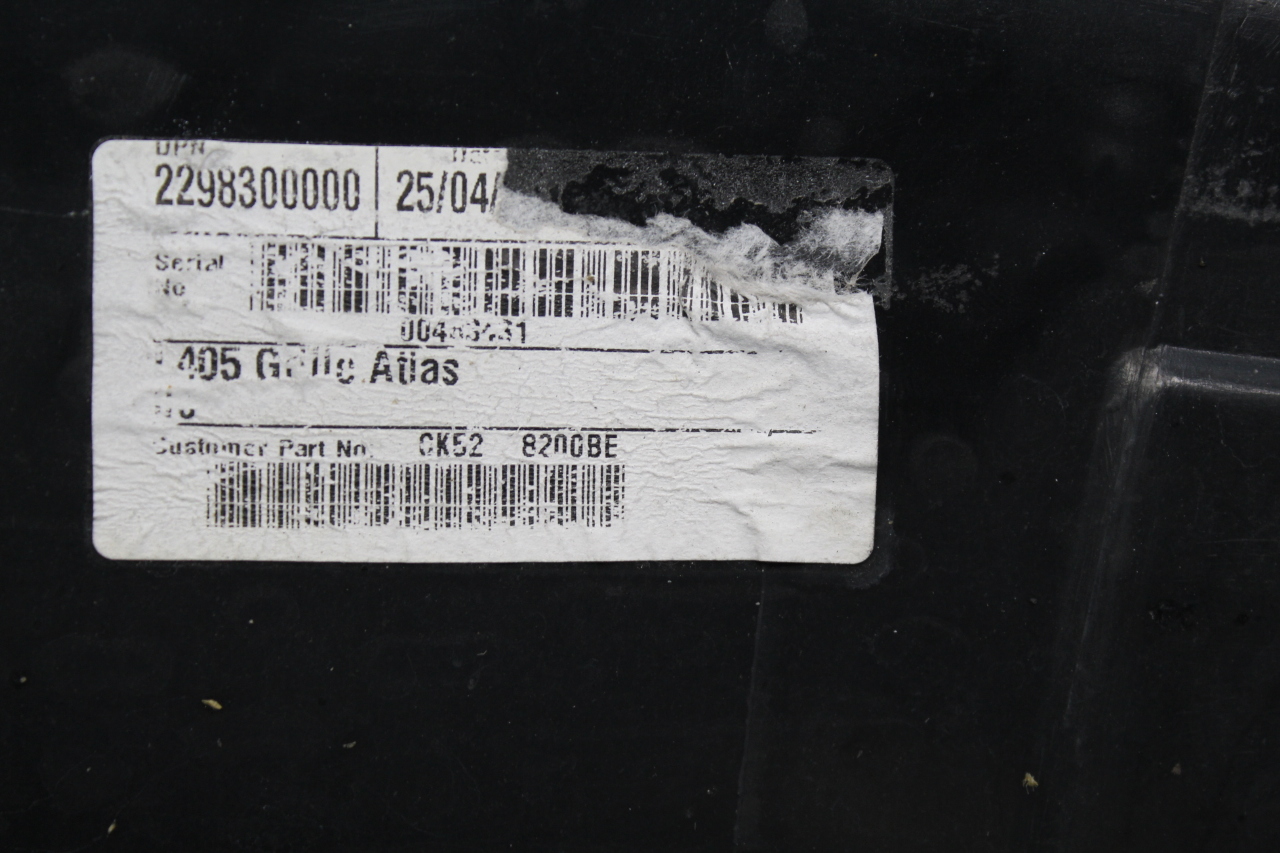 DPN
2298300000 25/04/
Serial
No
405 Grille Atlas
Customer Part No. CK52 8200BE